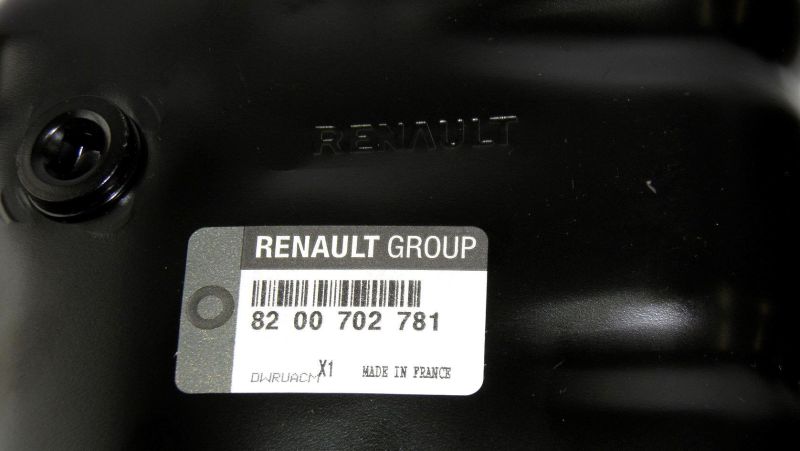 RENAULT
RENAULT GROUP
82 00 702 781
DWRUACM X1 MADE IN FRANCE